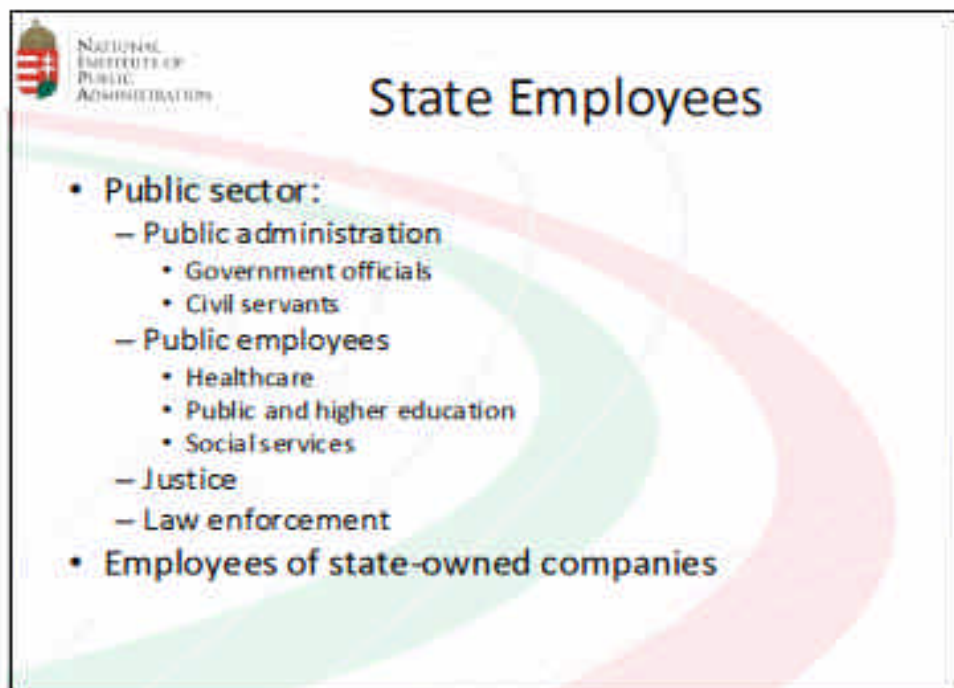 NATIONAL
INSTITUTE OF
PUBLIC
ADMINISTRATION
State Employees
• Public sector:
– Public administration
• Government officials
• Civil servants
– Public employees
• Healthcare
• Public and higher education
• Social services
– Justice
– Law enforcement
• Employees of state-owned companies